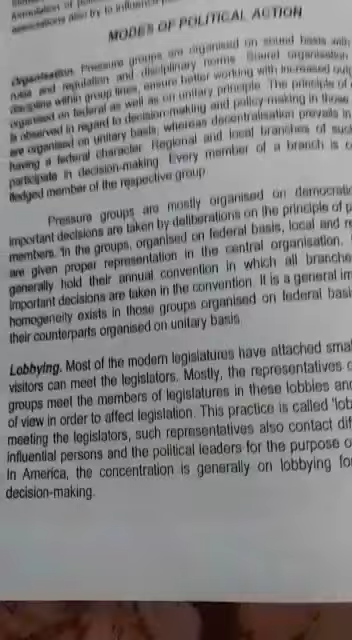 associations also try to influence
MODES OF POLITICAL ACTION
Organisation. Pressure groups are organised on sound basis with
rules and regulation and disciplinary norms. Sound organisation
discipline within group lines, ensure better working with increased
organised on federal as well as on unitary principle. The principle of
is observed in regard to decision-making and policy-making in those
are organised on unitary basis, whereas decentralisation prevails in
having a federal character. Regional and local branches of such
participate in decision-making. Every member of a branch is
fledged member of the respective group.
Pressure groups are mostly organised on democratic
important decisions are taken by deliberations on the principle of p
members. In the groups, organised on federal basis, local and re
are given proper representation in the central organisation.
generally hold their annual convention in which all branche
important decisions are taken in the convention. It is a general im
homogeneity exists in those groups organised on federal basi
their counterparts organised on unitary basis.
Lobbying. Most of the modern legislatures have attached smal
visitors can meet the legislators. Mostly, the representatives o
groups meet the members of legislatures in these lobbies and
of view in order to affect legislation. This practice is called 'lob
meeting the legislators, such representatives also contact dif
influential persons and the political leaders for the purpose o
In America, the concentration is generally on lobbying fo
decision-making.